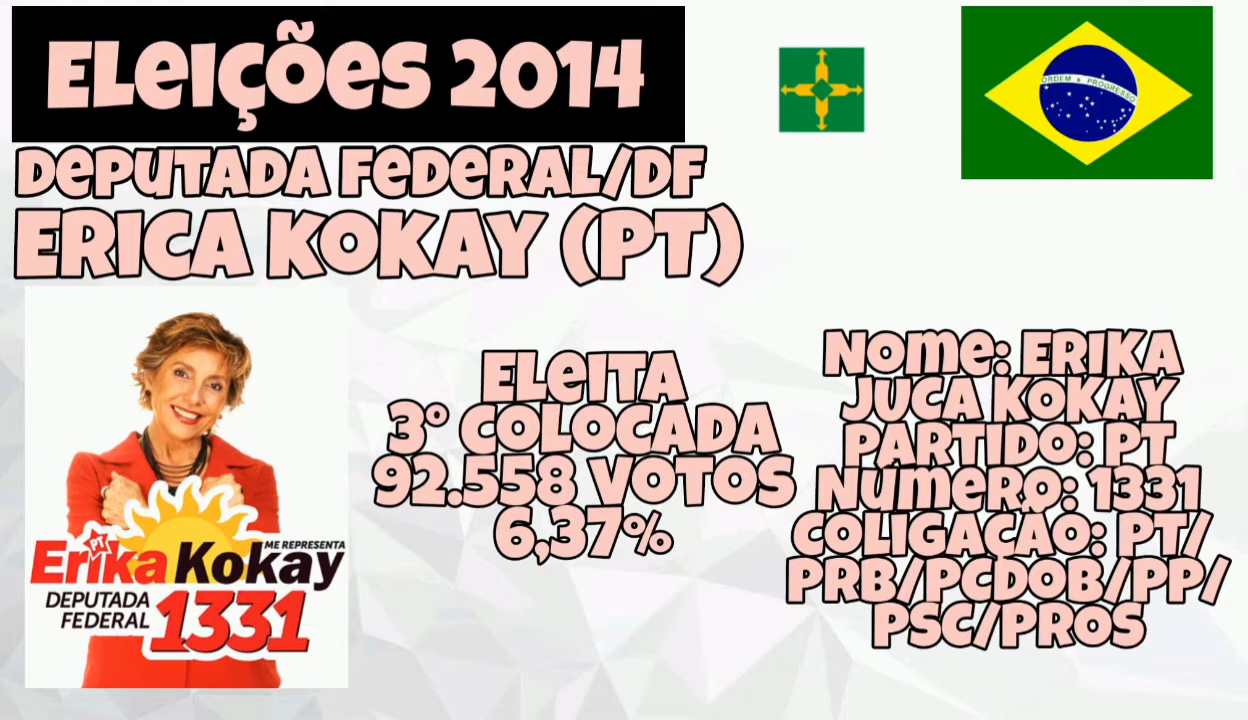 Eleições 2014
Deputada Federal/DF
Erica Kokay (PT)
ORDEM E PROGRESSO
Eleita
3º colocada
92.558 votos
6,37%
Nome: Erika
Juca Kokay
Partido: PT
Número: 1331
Coligação: PT/
PRB/PCdoB/PP/
PSC/PROS
PT
ME REPRESENTA
Erika Kokay
DEPUTADA
FEDERAL
1331